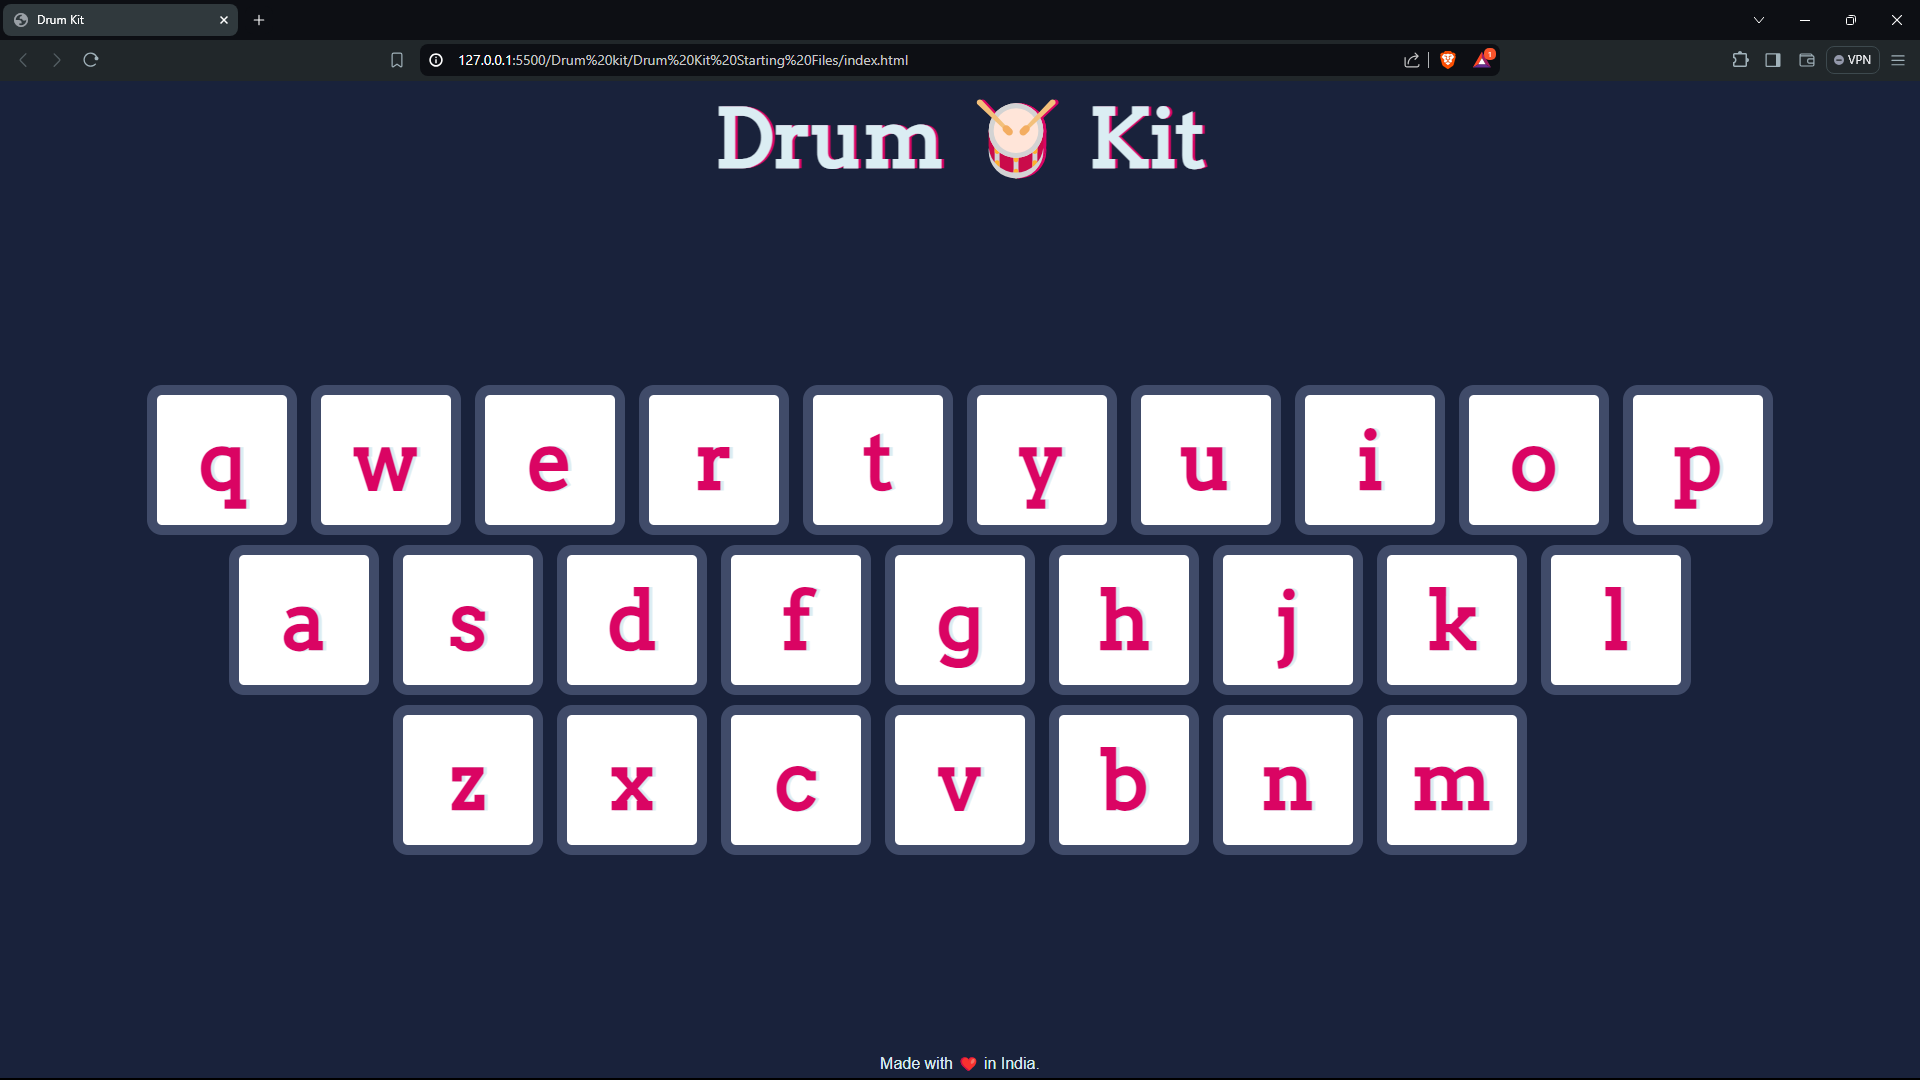 Drum Kit
127.0.0.1:5500/Drum%20kit/Drum%20Kit%20Starting%20Files/index.html
1
VPN
Drum Kit
q w e r t y u i o p
a s d f g h j k l
z x c v b n m
Made with ❤️ in India.